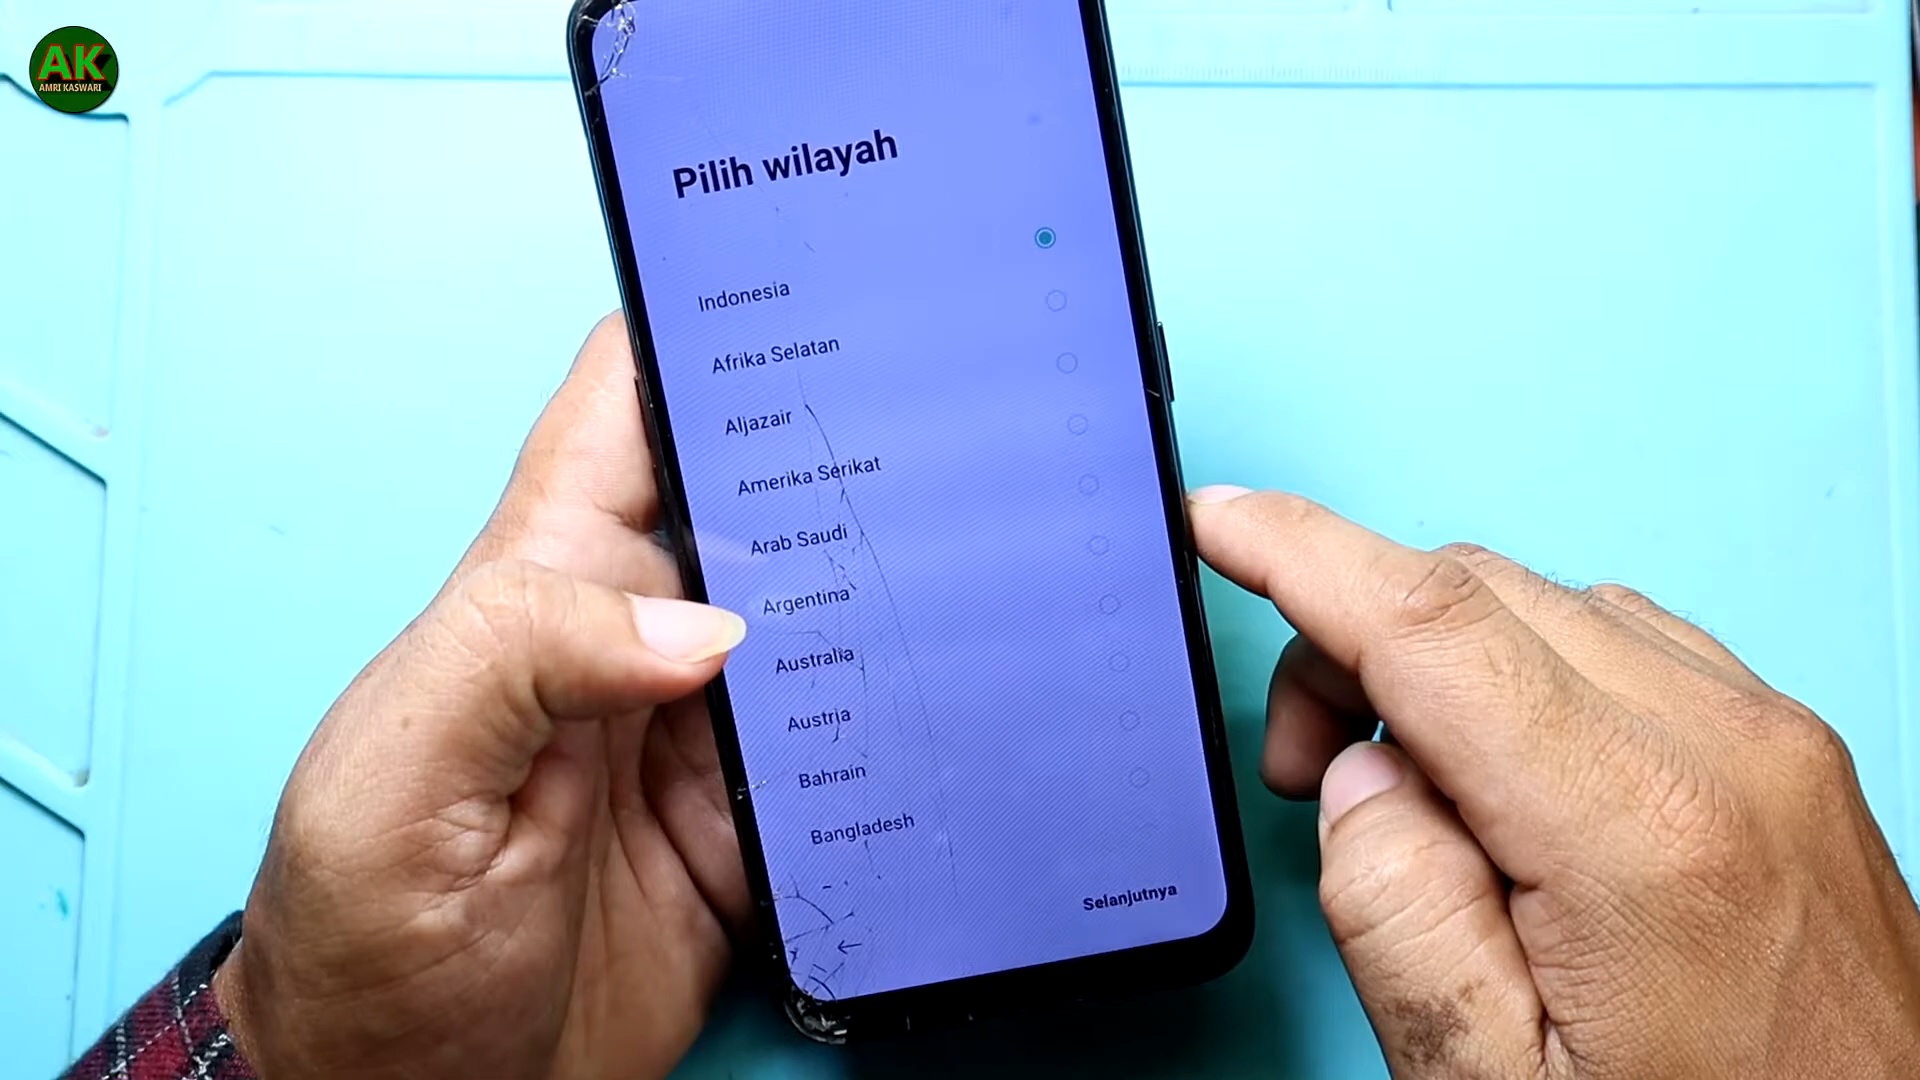 AK
AMRI KASWARI
Pilih wilayah
Indonesia
Afrika Selatan
Aljazair
Amerika Serikat
Arab Saudi
Argentina
Australia
Austria
Bahrain
Bangladesh
Selanjutnya